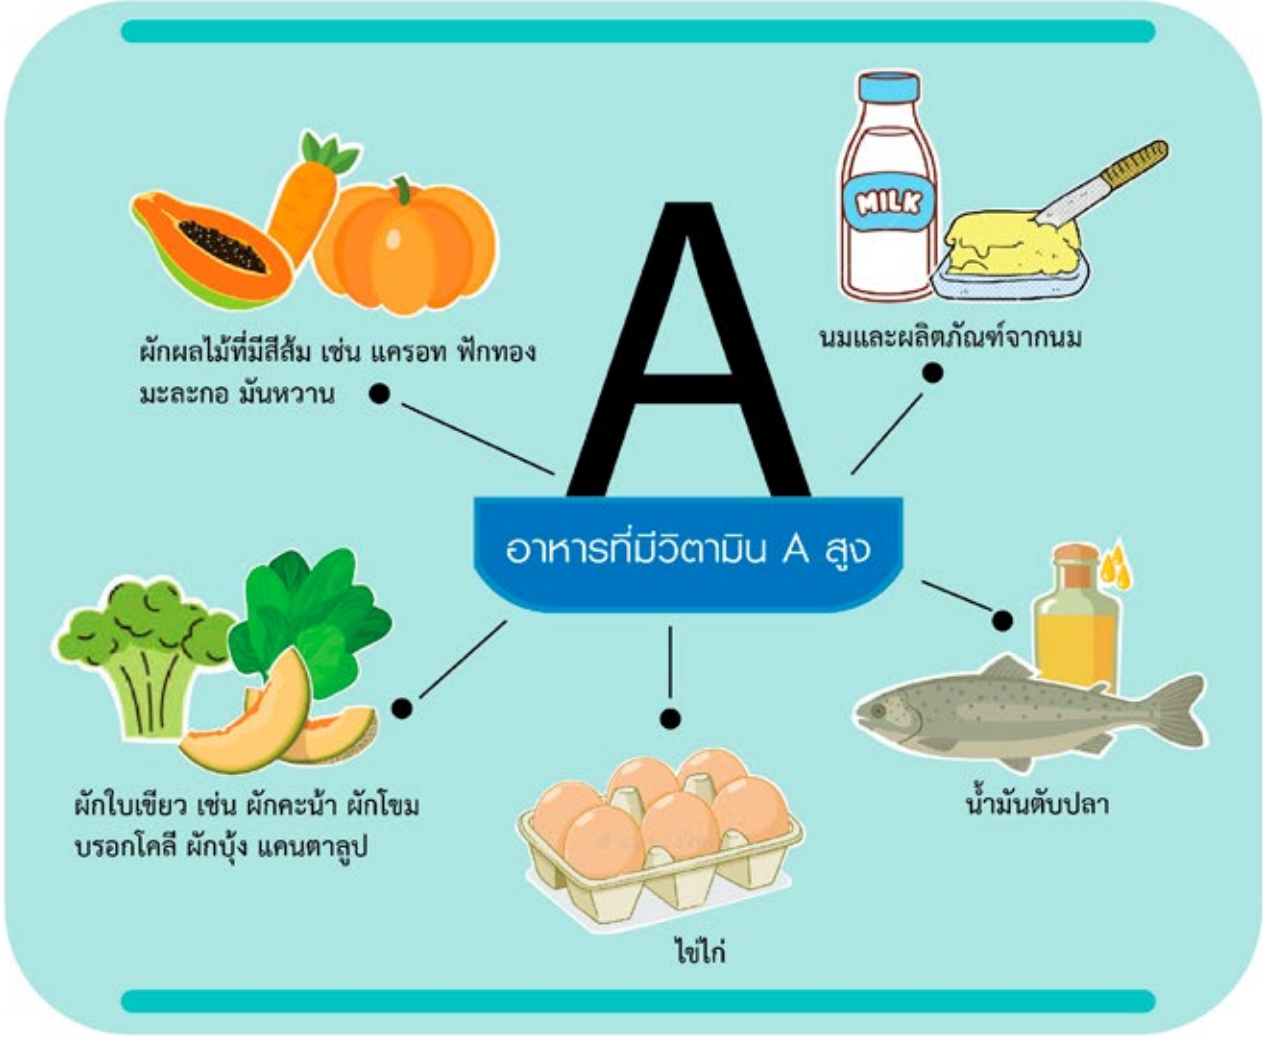 MILK
ผักผลไม้ที่มีสีส้ม เช่น แครอท ฟักทอง
มะละกอ มันหวาน
นมและผลิตภัณฑ์จากนม
A
อาหารที่มีวิตามิน A สูง
ผักใบเขียว เช่น ผักคะน้า ผักโขม
บรอกโคลี ผักบุ้ง แคนตาลูป
น้ำมันตับปลา
ไข่ไก่